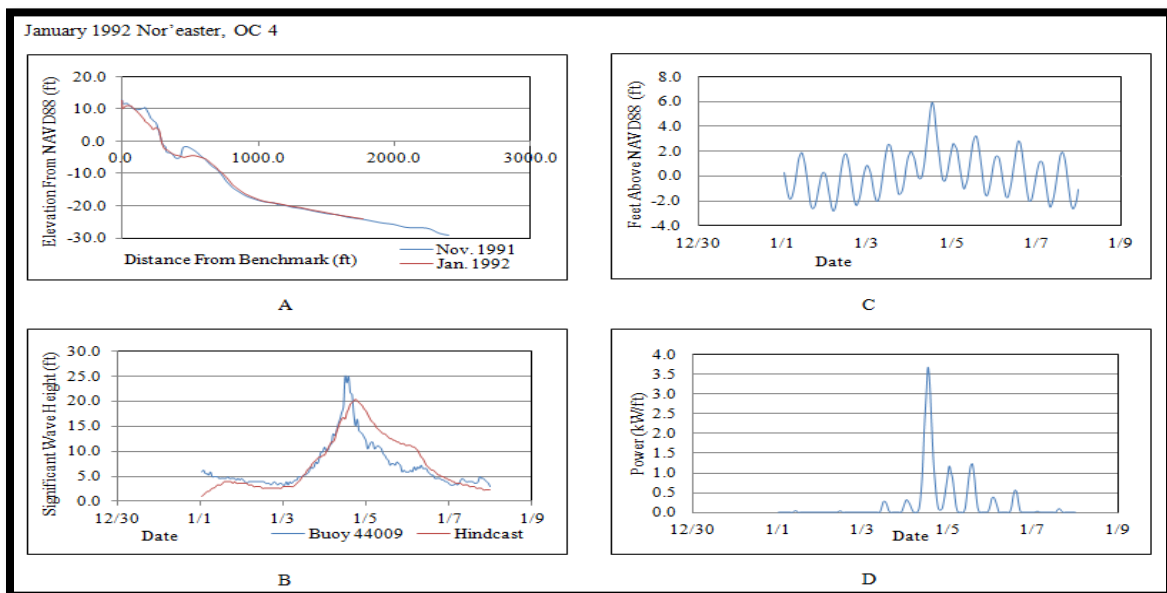 January 1992 Nor'easter, OC 4
Elevation From NAVD88 (ft)
20.0
10.0
0.0
-10.0
-20.0
-30.0
0.0 1000.0 2000.0 3000.0
Distance From Benchmark (ft)
Nov. 1991
Jan. 1992
A
Feet Above NAVD88 (ft)
8.0
6.0
4.0
2.0
0.0
-2.0
-4.0
12/30 1/1 1/3 1/5 1/7 1/9
Date
C
Significant Wave Height (ft)
30.0
25.0
20.0
15.0
10.0
5.0
0.0
12/30 1/1 1/3 1/5 1/7 1/9
Date
Buoy 44009 Hindcast
B
Power (kW/ft)
4.0
3.5
3.0
2.5
2.0
1.5
1.0
0.5
0.0
12/30 1/1 1/3 1/5 1/7 1/9
Date
D